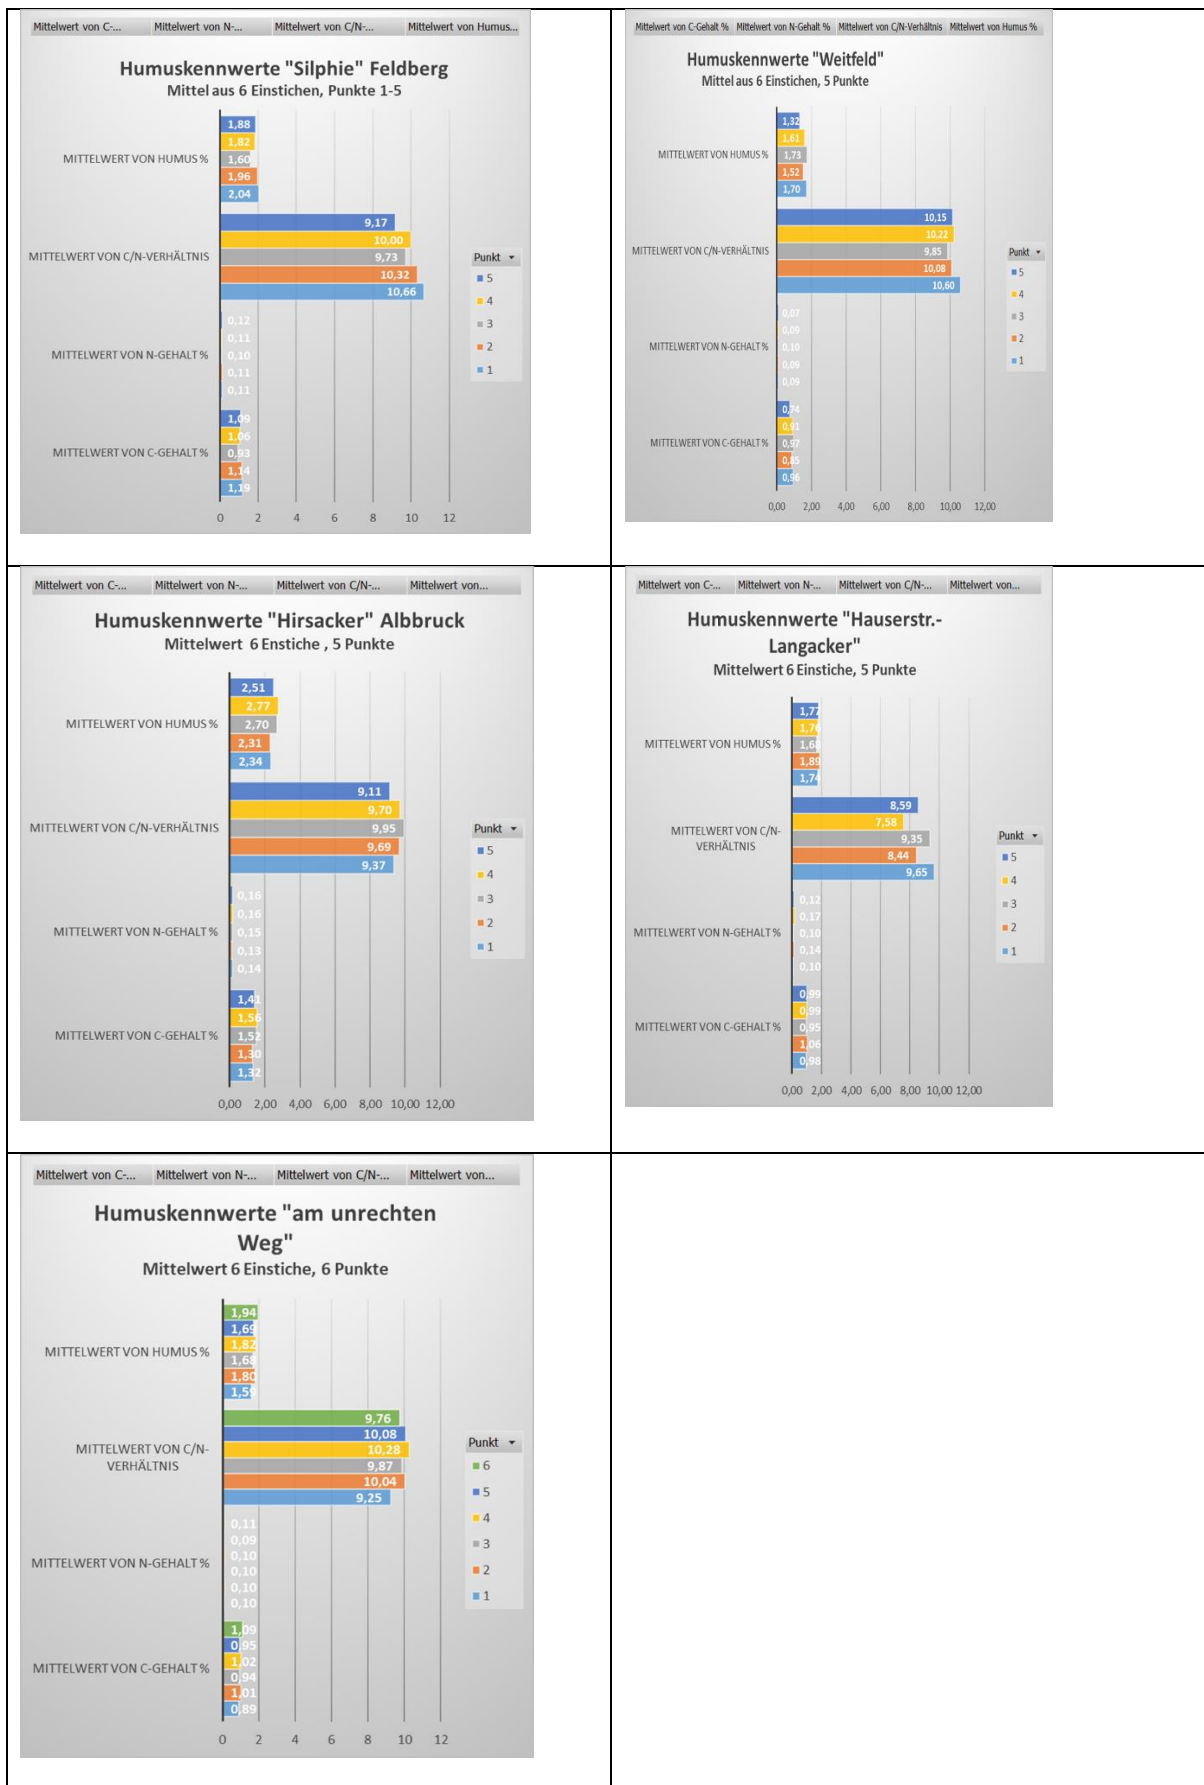 Mittelwert von C-... Mittelwert von N-... Mittelwert von C/N-... Mittelwert von Humus...
Humuskennwerte "Silphie" Feldberg
Mittel aus 6 Einstichen, Punkte 1-5
1,88
1,82
MITTELWERT VON HUMUS % 1,60
1,96
2,04
9,17
10,00
MITTELWERT VON C/N-VERHÄLTNIS 9,73
10,32
10,66
0,12
0,11
MITTELWERT VON N-GEHALT % 0,10
0,11
0,11
1,09
1,06
MITTELWERT VON C-GEHALT % 0,93
1,14
1,19
0 2 4 6 8 10 12
Punkt
5
4
3
2
1
Mittelwert von C-Gehalt % Mittelwert von N-Gehalt % Mittelwert von C/N-Verhältnis Mittelwert von Humus %
Humuskennwerte "Weitfeld"
Mittel aus 6 Einstichen, 5 Punkte
1,32
1,61
MITTELWERT VON HUMUS % 1,73
1,52
1,70
10,15
10,22
MITTELWERT VON C/N-VERHÄLTNIS 9,85
10,08
10,60
0,07
0,09
MITTELWERT VON N-GEHALT % 0,10
0,09
0,09
0,74
0,91
MITTELWERT VON C-GEHALT % 0,97
0,85
0,96
0,00 2,00 4,00 6,00 8,00 10,00 12,00
Punkt
5
4
3
2
1
Mittelwert von C-... Mittelwert von N-... Mittelwert von C/N-... Mittelwert von...
Humuskennwerte "Hirsacker" Albbruck
Mittelwert 6 Enstiche , 5 Punkte
2,51
2,77
MITTELWERT VON HUMUS % 2,70
2,31
2,34
9,11
9,70
MITTELWERT VON C/N-VERHÄLTNIS 9,95
9,69
9,37
0,16
0,16
MITTELWERT VON N-GEHALT % 0,15
0,13
0,14
1,41
1,56
MITTELWERT VON C-GEHALT % 1,52
1,30
1,32
0,00 2,00 4,00 6,00 8,00 10,00 12,00
Punkt
5
4
3
2
1
Mittelwert von C-... Mittelwert von N-... Mittelwert von C/N-... Mittelwert von...
Humuskennwerte "Hauserstr.-
Langacker"
Mittelwert 6 Einstiche, 5 Punkte
1,77
1,76
MITTELWERT VON HUMUS % 1,68
1,89
1,74
8,59
7,58
MITTELWERT VON C/N-
VERHÄLTNIS 9,35
8,44
9,65
0,12
0,17
MITTELWERT VON N-GEHALT % 0,10
0,14
0,10
0,99
0,99
MITTELWERT VON C-GEHALT % 0,95
1,06
0,98
0,00 2,00 4,00 6,00 8,00 10,00 12,00
Punkt
5
4
3
2
1
Mittelwert von C-... Mittelwert von N-... Mittelwert von C/N-... Mittelwert von...
Humuskennwerte "am unrechten
Weg"
Mittelwert 6 Einstiche, 6 Punkte
1,94
1,69
1,82
MITTELWERT VON HUMUS % 1,68
1,80
1,59
9,76
10,08
10,28
MITTELWERT VON C/N-
VERHÄLTNIS 9,87
10,04
9,25
0,11
0,09
0,10
MITTELWERT VON N-GEHALT % 0,10
0,10
0,10
1,09
0,95
1,02
MITTELWERT VON C-GEHALT % 0,94
1,01
0,89
0 2 4 6 8 10 12
Punkt
6
5
4
3
2
1